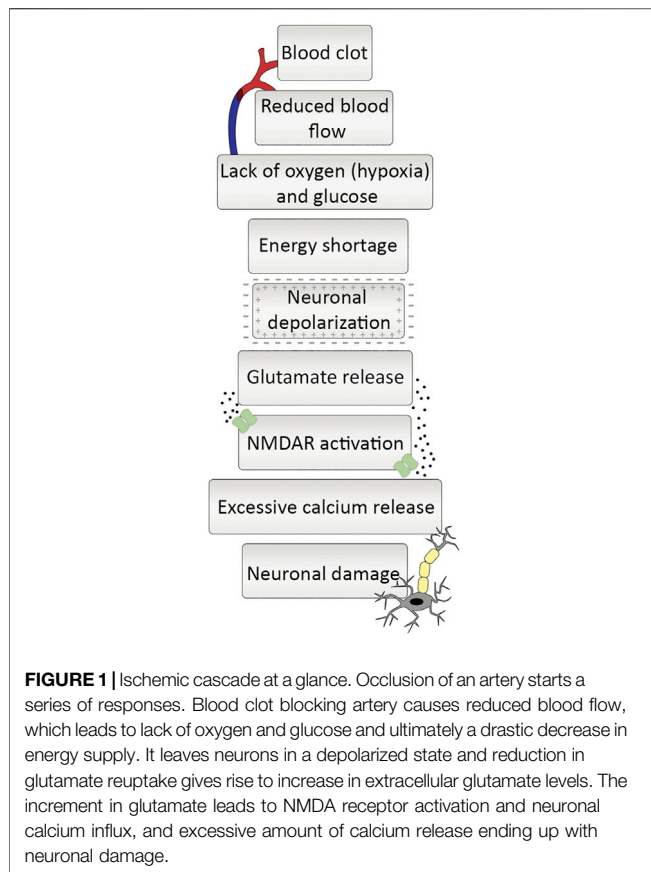 Blood clot
Reduced blood
flow
Lack of oxygen (hypoxia)
and glucose
Energy shortage
Neuronal
depolarization
Glutamate release
NMDAR activation
Excessive calcium release
Neuronal damage
FIGURE 1 | Ischemic cascade at a glance. Occlusion of an artery starts a
series of responses. Blood clot blocking artery causes reduced blood flow,
which leads to lack of oxygen and glucose and ultimately a drastic decrease in
energy supply. It leaves neurons in a depolarized state and reduction in
glutamate reuptake gives rise to increase in extracellular glutamate levels. The
increment in glutamate leads to NMDA receptor activation and neuronal
calcium influx, and excessive amount of calcium release ending up with
neuronal damage.